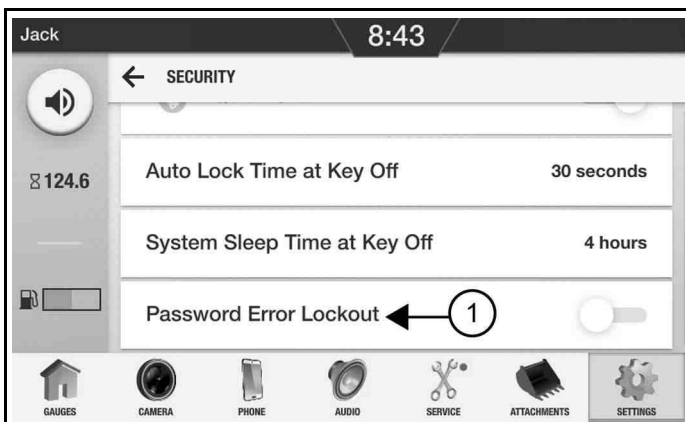 Jack
8:43
SECURITY
124.6
Auto Lock Time at Key Off 30 seconds
System Sleep Time at Key Off 4 hours
Password Error Lockout 1
GAUGES CAMERA PHONE AUDIO SERVICE ATTACHMENTS SETTINGS